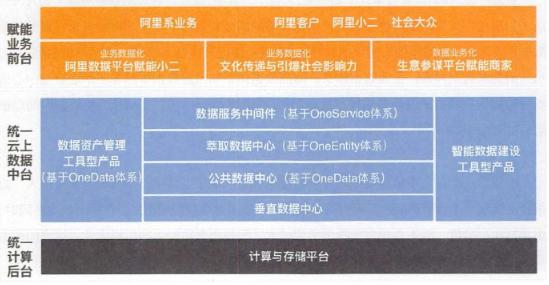 赋能
业务
前台
阿里系业务 阿里客户 阿里小二 社会大众
业务数据化
阿里数据平台赋能小二
业务数据化
文化传递与引爆社会影响力
数据业务化
生意参谋平台赋能商家
统一
云上
数据
中台
数据资产管理
工具型产品
(基于OneData体系)
数据服务中间件(基于OneService体系)
萃取数据中心(基于OneEntity体系)
公共数据中心(基于OneData体系)
垂直数据中心
智能数据建设
工具型产品
统一
计算
后台
计算与存储平台